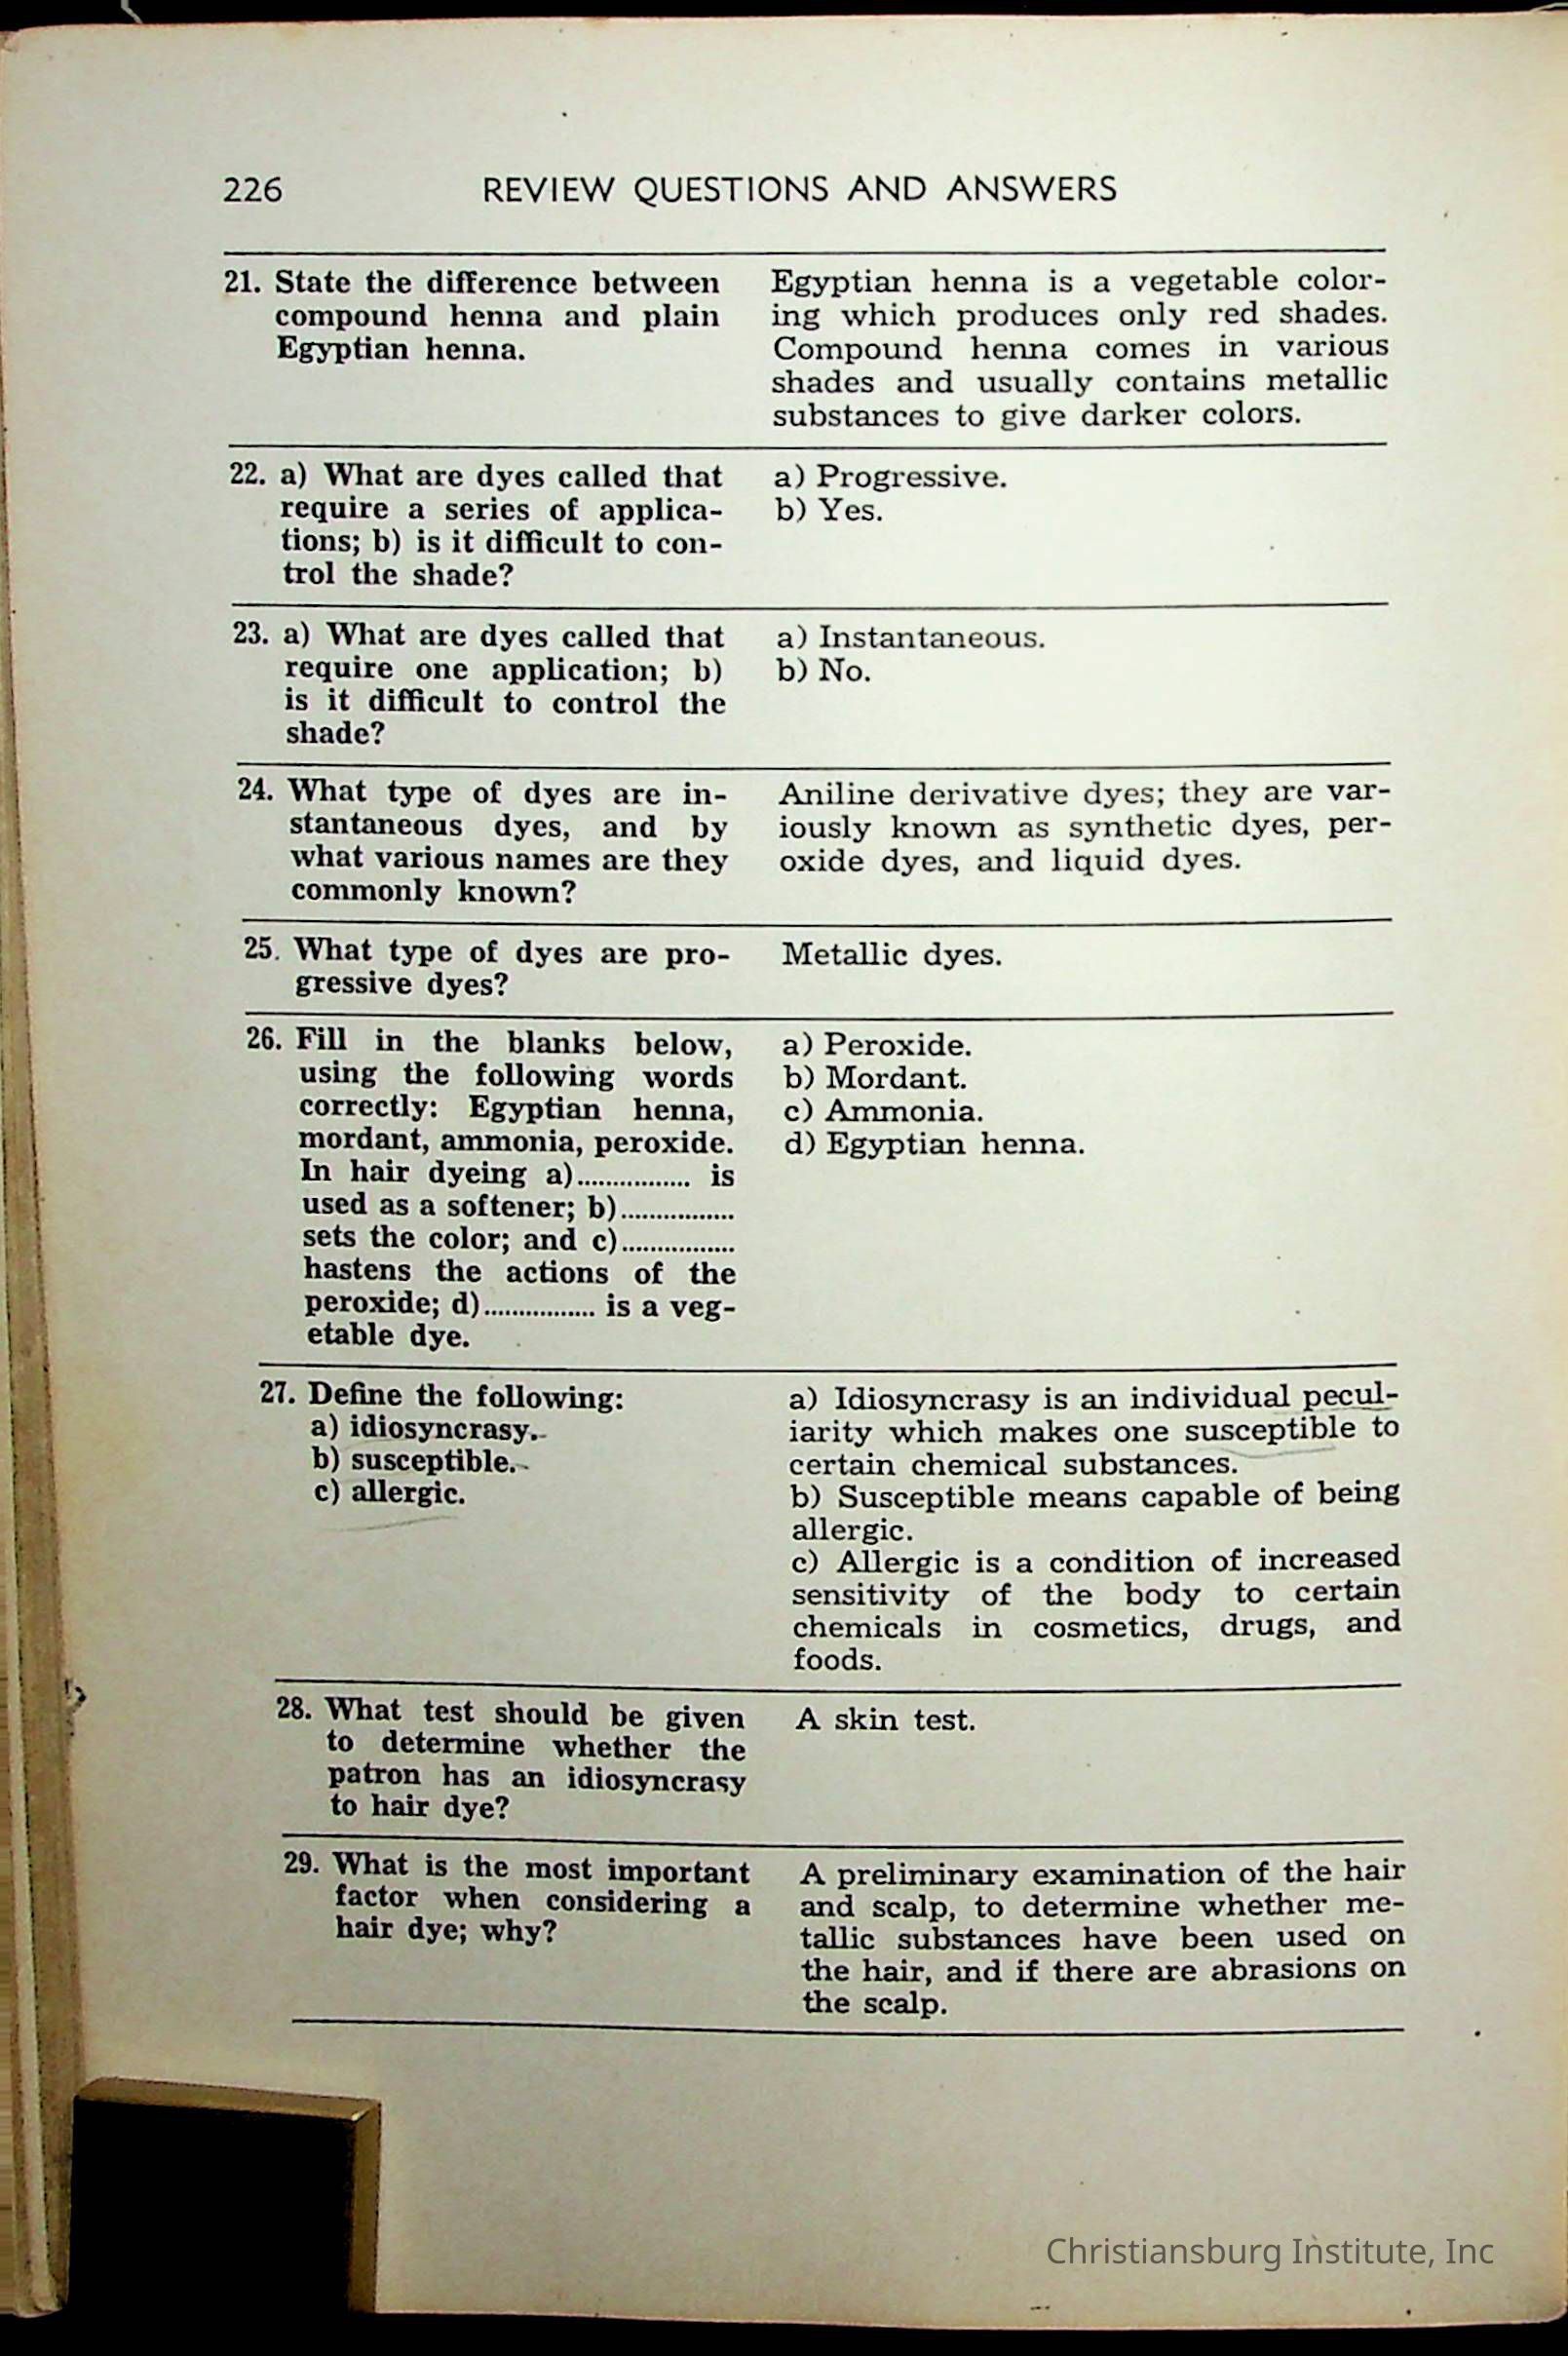 226 REVIEW QUESTIONS AND ANSWERS
21. State the difference between
compound henna and plain
Egyptian henna.
Egyptian henna is a vegetable color-
ing which produces only red shades.
Compound henna comes in various
shades and usually contains metallic
substances to give darker colors.
22. a) What are dyes called that
require a series of applica-
tions; b) is it difficult to con-
trol the shade?
a) Progressive.
b) Yes.
23. a) What are dyes called that
require one application; b)
is it difficult to control the
shade?
a) Instantaneous.
b) No.
24. What type of dyes are in-
stantaneous dyes, and by
what various names are they
commonly known?
Aniline derivative dyes; they are var-
iously known as synthetic dyes, per-
oxide dyes, and liquid dyes.
25. What type of dyes are pro-
gressive dyes?
Metallic dyes.
26. Fill in the blanks below,
using the following words
correctly: Egyptian henna,
mordant, ammonia, peroxide.
In hair dyeing a)................ is
used as a softener; b)................
sets the color; and c)................
hastens the actions of the
peroxide; d)................ is a veg-
etable dye.
a) Peroxide.
b) Mordant.
c) Ammonia.
d) Egyptian henna.
27. Define the following:
a) idiosyncrasy.
b) susceptible.
c) allergic.
a) Idiosyncrasy is an individual pecul-
iarity which makes one susceptible to
certain chemical substances.
b) Susceptible means capable of being
allergic.
c) Allergic is a condition of increased
sensitivity of the body to certain
chemicals in cosmetics, drugs, and
foods.
28. What test should be given
to determine whether the
patron has an idiosyncrasy
to hair dye?
A skin test.
29. What is the most important
factor when considering a
hair dye; why?
A preliminary examination of the hair
and scalp, to determine whether me-
tallic substances have been used on
the hair, and if there are abrasions on
the scalp.
Christiansburg Institute, Inc